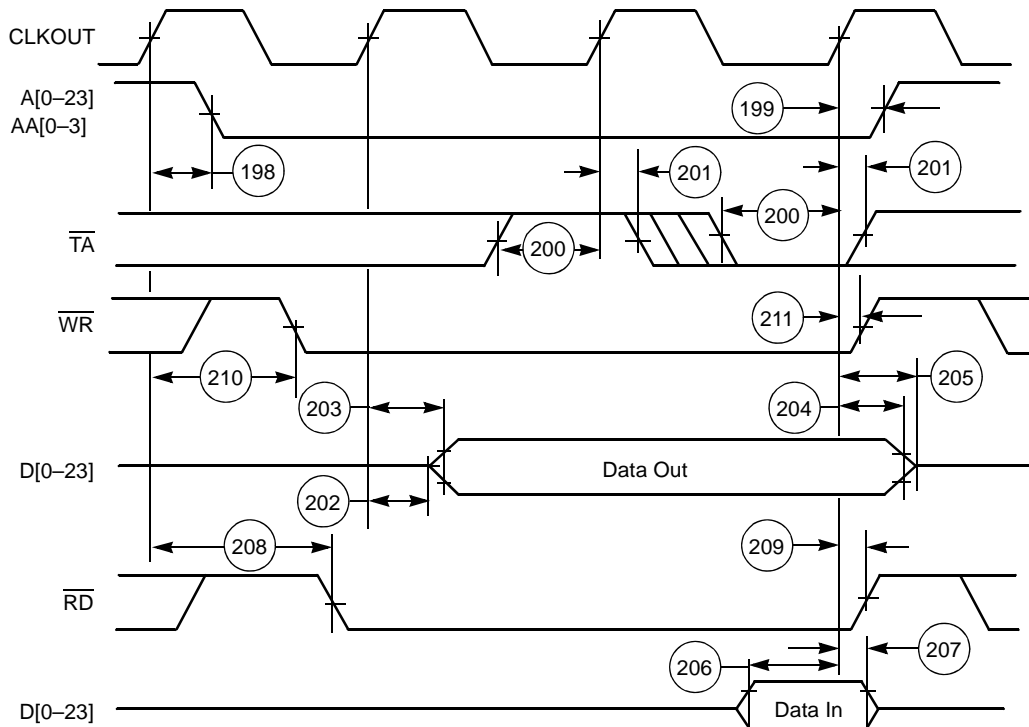 CLKOUT
A[0–23]
AA[0–3]
199
198
201
201
200
TA
200
WR
211
210
205
203
204
D[0–23]
Data Out
202
208
209
RD
206
207
D[0–23]
Data In